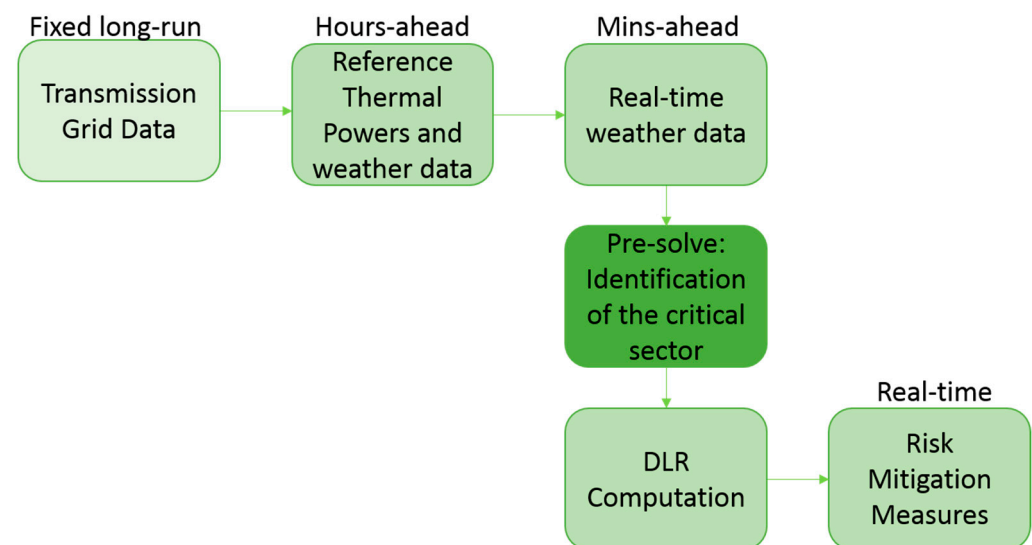 Fixed long-run
Transmission
Grid Data
Hours-ahead
Reference
Thermal
Powers and
weather data
Mins-ahead
Real-time
weather data
Pre-solve:
Identification
of the critical
sector
DLR
Computation
Real-time
Risk
Mitigation
Measures